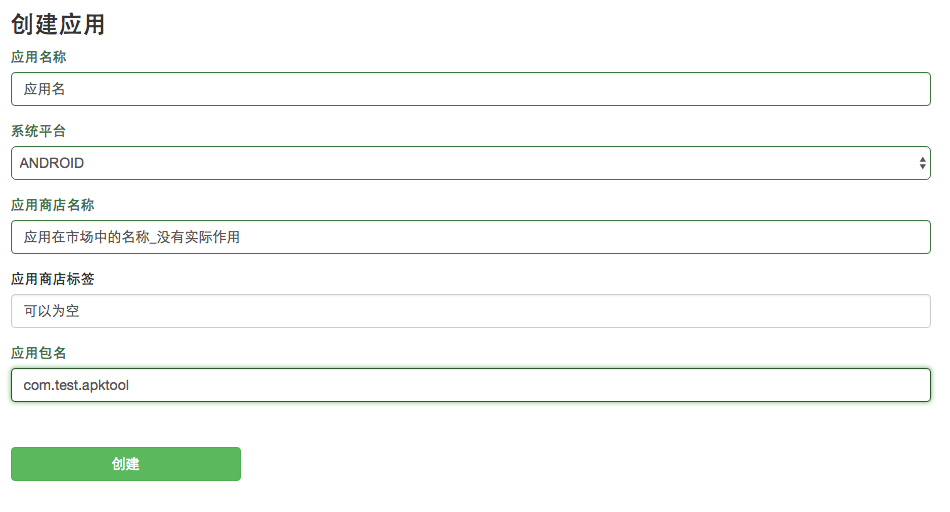 创建应用
应用名称
应用名
系统平台
ANDROID
应用商店名称
应用在市场中的名称_没有实际作用
应用商店标签
可以为空
应用包名
com.test.apktool
创建